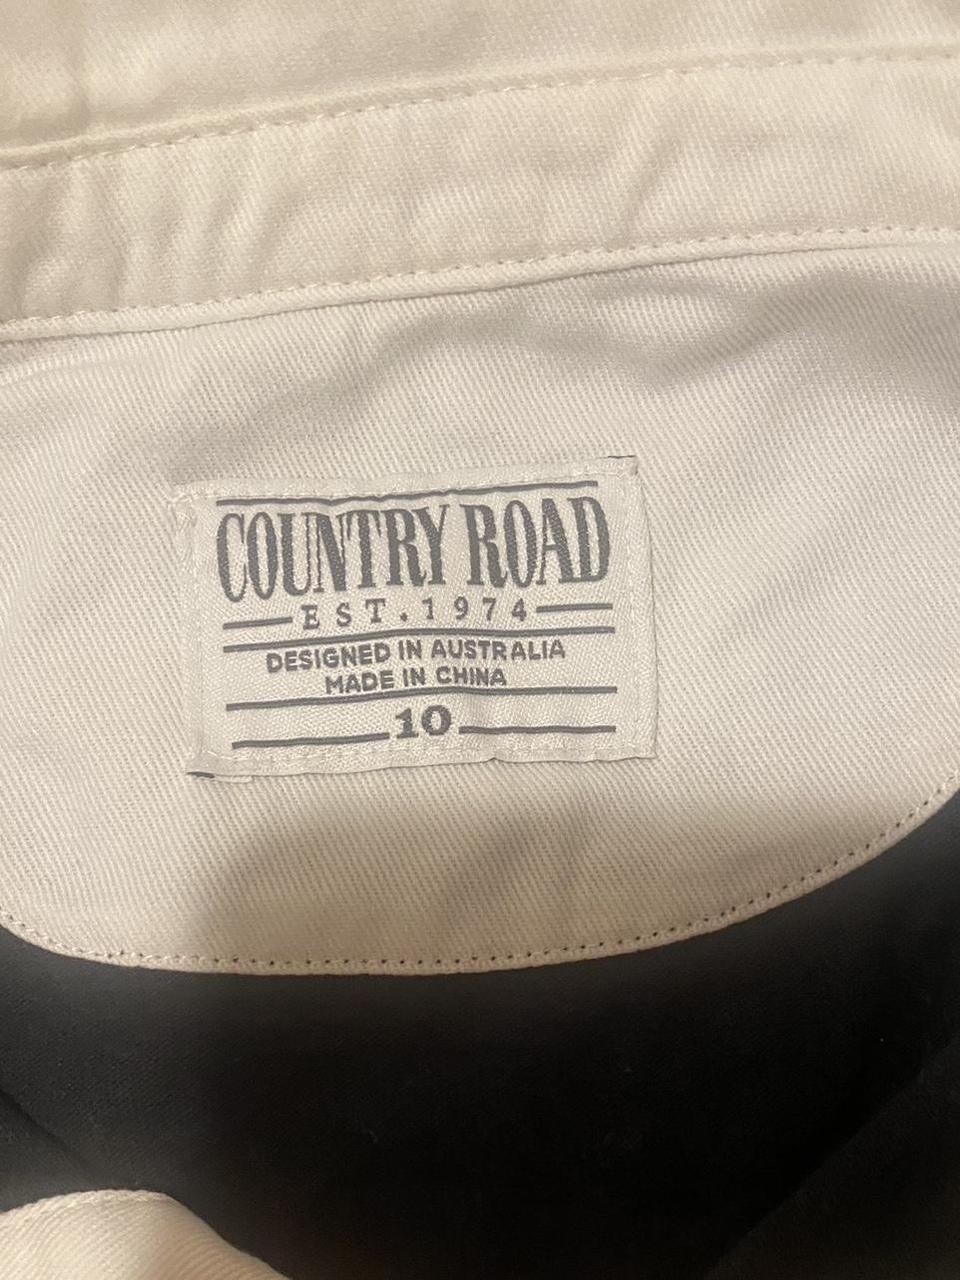 COUNTRY ROAD
EST.1974
DESIGNED IN AUSTRALIA
MADE IN CHINA
10